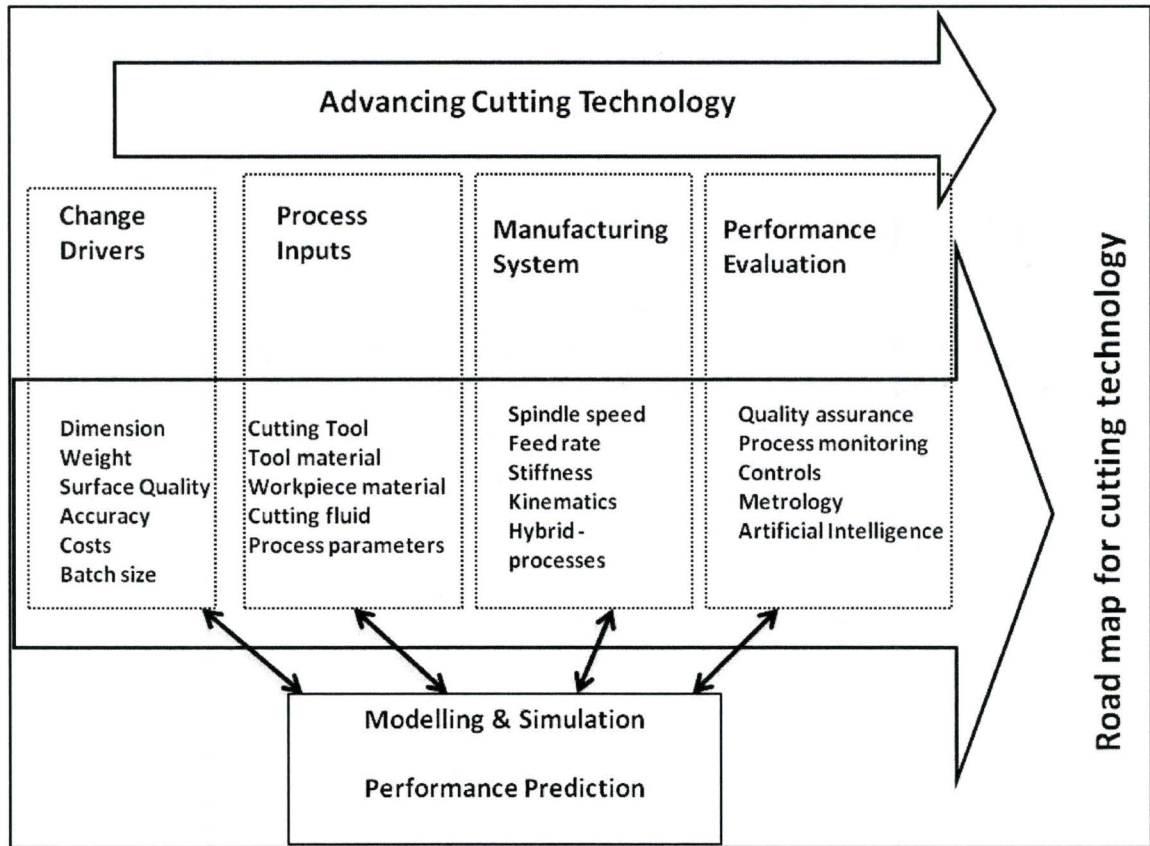 Advancing Cutting Technology
Change
Drivers
Process
Inputs
Manufacturing
System
Performance
Evaluation
Dimension
Weight
Surface Quality
Accuracy
Costs
Batch size
Cutting Tool
Tool material
Workpiece material
Cutting fluid
Process parameters
Spindle speed
Feed rate
Stiffness
Kinematics
Hybrid -
processes
Quality assurance
Process monitoring
Controls
Metrology
Artificial Intelligence
Modelling & Simulation
Performance Prediction
Road map for cutting technology